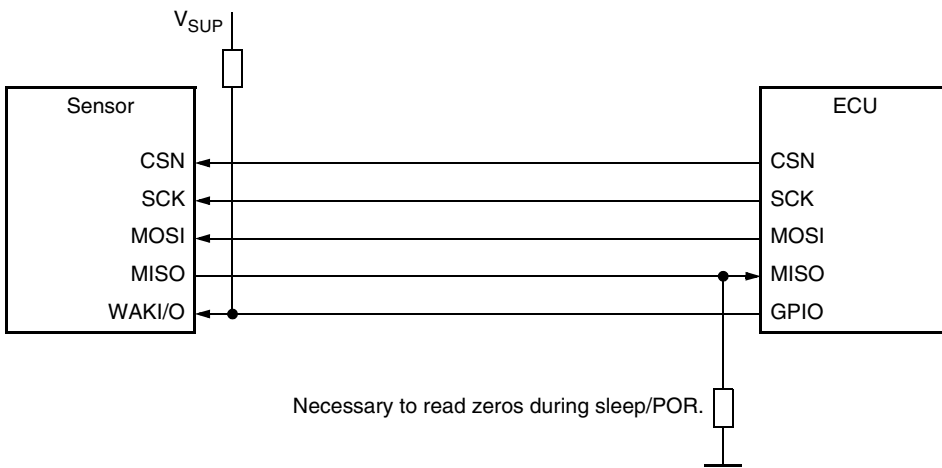 V_SUP
Sensor
ECU
CSN
CSN
SCK
SCK
MOSI
MOSI
MISO
MISO
WAKI/O
GPIO
Necessary to read zeros during sleep/POR.